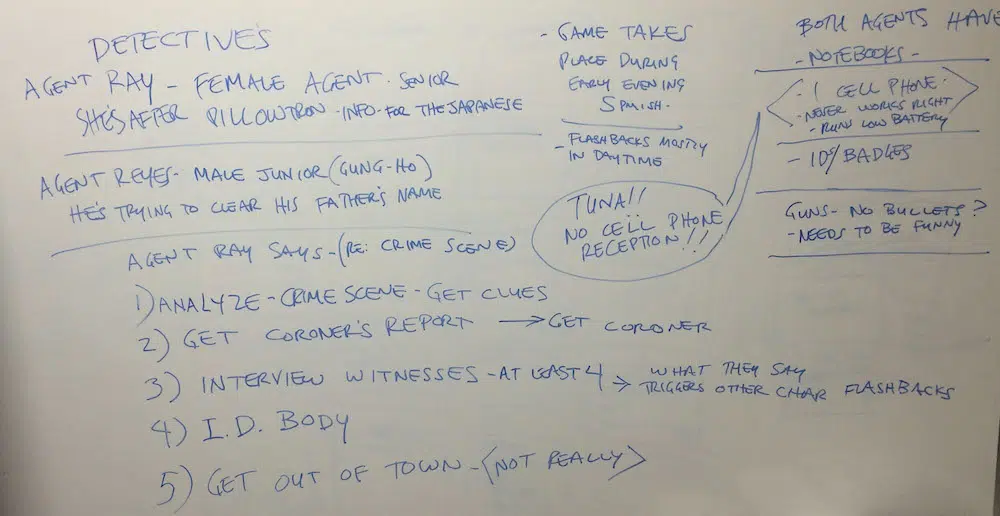 DETECTIVES
AGENT RAY - FEMALE AGENT. SENIOR
SHE'S AFTER PILLOWTRON - INFO - FOR THE JAPANESE
AGENT REYES - MALE JUNIOR (GUNG-HO)
HE'S TRYING TO CLEAR HIS FATHER'S NAME
AGENT RAY SAYS - (RE: CRIME SCENE)
1) ANALYZE - CRIME SCENE - GET CLUES
2) GET CORONER'S REPORT → GET CORONER
3) INTERVIEW WITNESSES - AT LEAST 4 → WHAT THEY SAY
TRIGGERS OTHER CHAR FLASHBACKS
4) I.D. BODY
5) GET OUT OF TOWN - <NOT REALLY>
- GAME TAKES
PLACE DURING
EARLY EVENING
5PMISH.
- FLASHBACKS MOSTLY
IN DAYTIME
TUNA!!
NO CELL PHONE
RECEPTION!!
BOTH AGENTS HAVE
- NOTEBOOKS -
- 1 CELL PHONE.
- NEVER WORKS RIGHT
- RUNS LOW BATTERY
- ID'S/BADGES
GUNS - NO BULLETS?
- NEEDS TO BE FUNNY